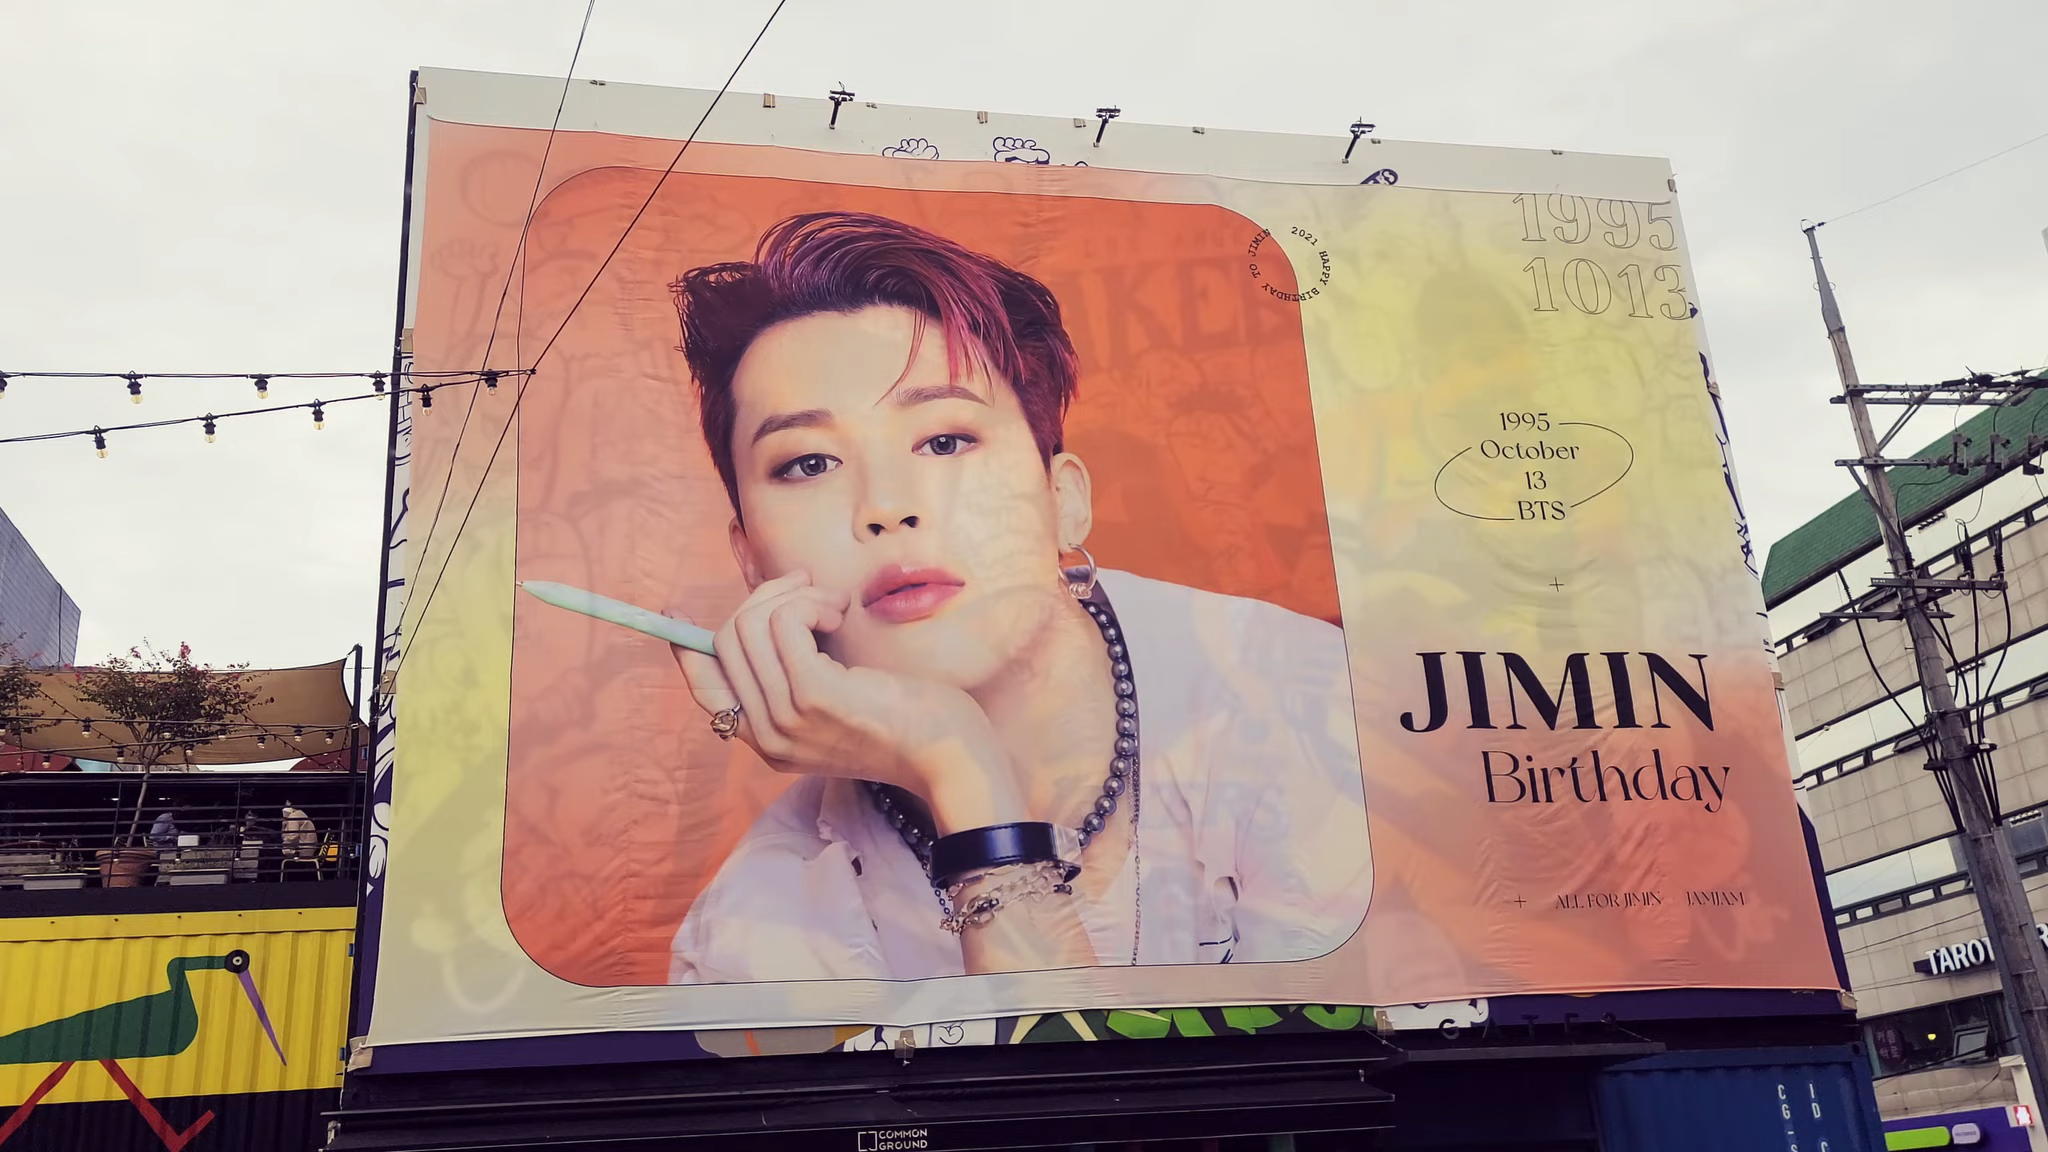 2021 HAPPY BIRTHDAY TO JIMIN
1995
1013
1995
October
13
BTS
JIMIN
Birthday
ALL FOR JIMIN JAMJAM
TAROT
COMMON
GROUND